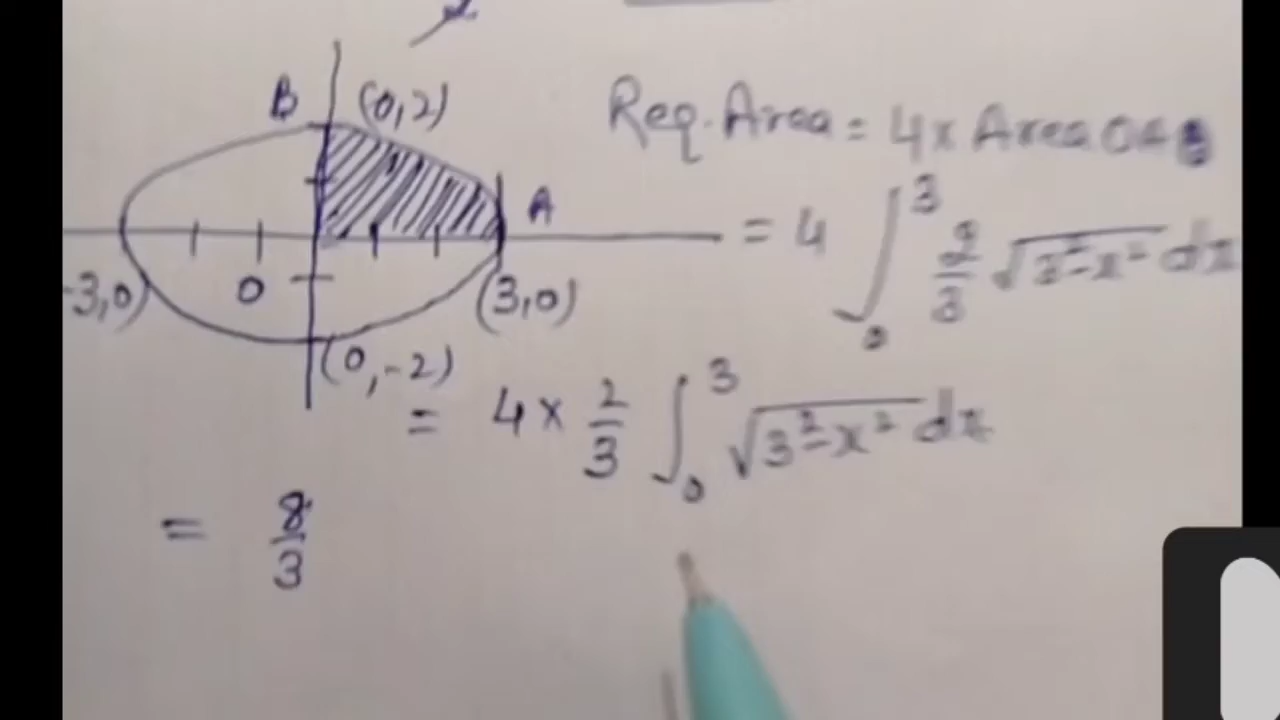 B (0,2)
Req. Area = 4 x Area OAB
A
= 4 ∫₀³ 2/3 √3²-x² dx
-3,0) 0 (3,0)
(0,-2)
= 4 x 2/3 ∫₀³ √3²-x² dx
= 8/3